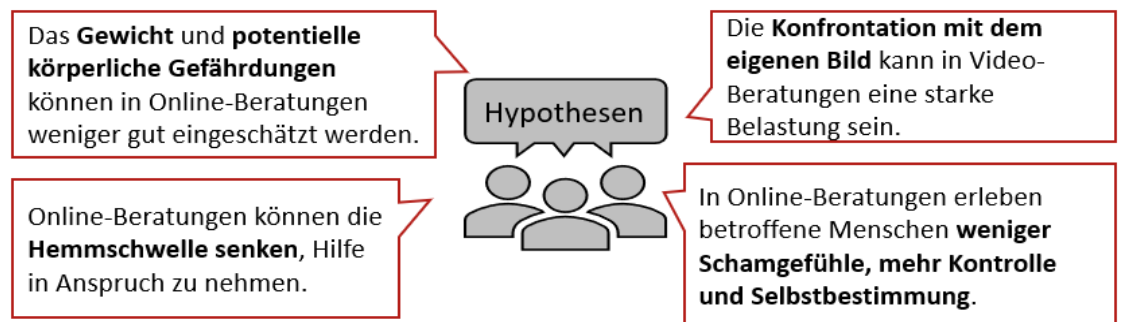 Das Gewicht und potentielle
körperliche Gefährdungen
können in Online-Beratungen
weniger gut eingeschätzt werden.
Hypothesen
Die Konfrontation mit dem
eigenen Bild kann in Video-
Beratungen eine starke
Belastung sein.
Online-Beratungen können die
Hemmschwelle senken, Hilfe
in Anspruch zu nehmen.
In Online-Beratungen erleben
betroffene Menschen weniger
Schamgefühle, mehr Kontrolle
und Selbstbestimmung.